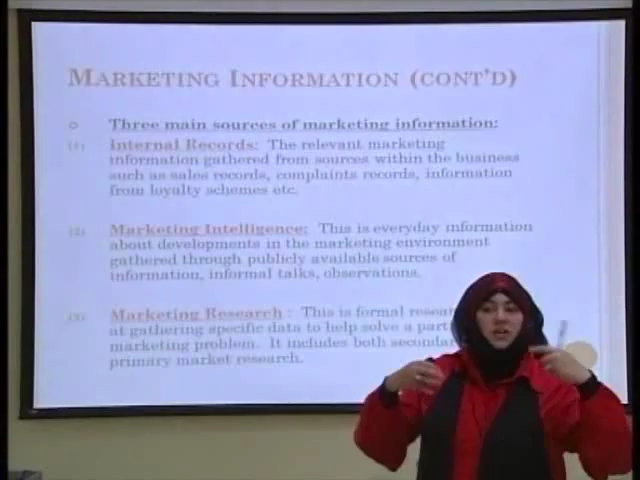 MARKETING INFORMATION (CONT'D)
Three main sources of marketing information:
(1) Internal Records: The relevant marketing
information gathered from sources within the business
such as sales records, complaints records, information
from loyalty schemes etc.
(2) Marketing Intelligence: This is everyday information
about developments in the marketing environment
gathered through publicly available sources of
information, informal talks, observations.
(3) Marketing Research : This is formal
at gathering specific data to help solve a
marketing problem. It includes both
primary market research.